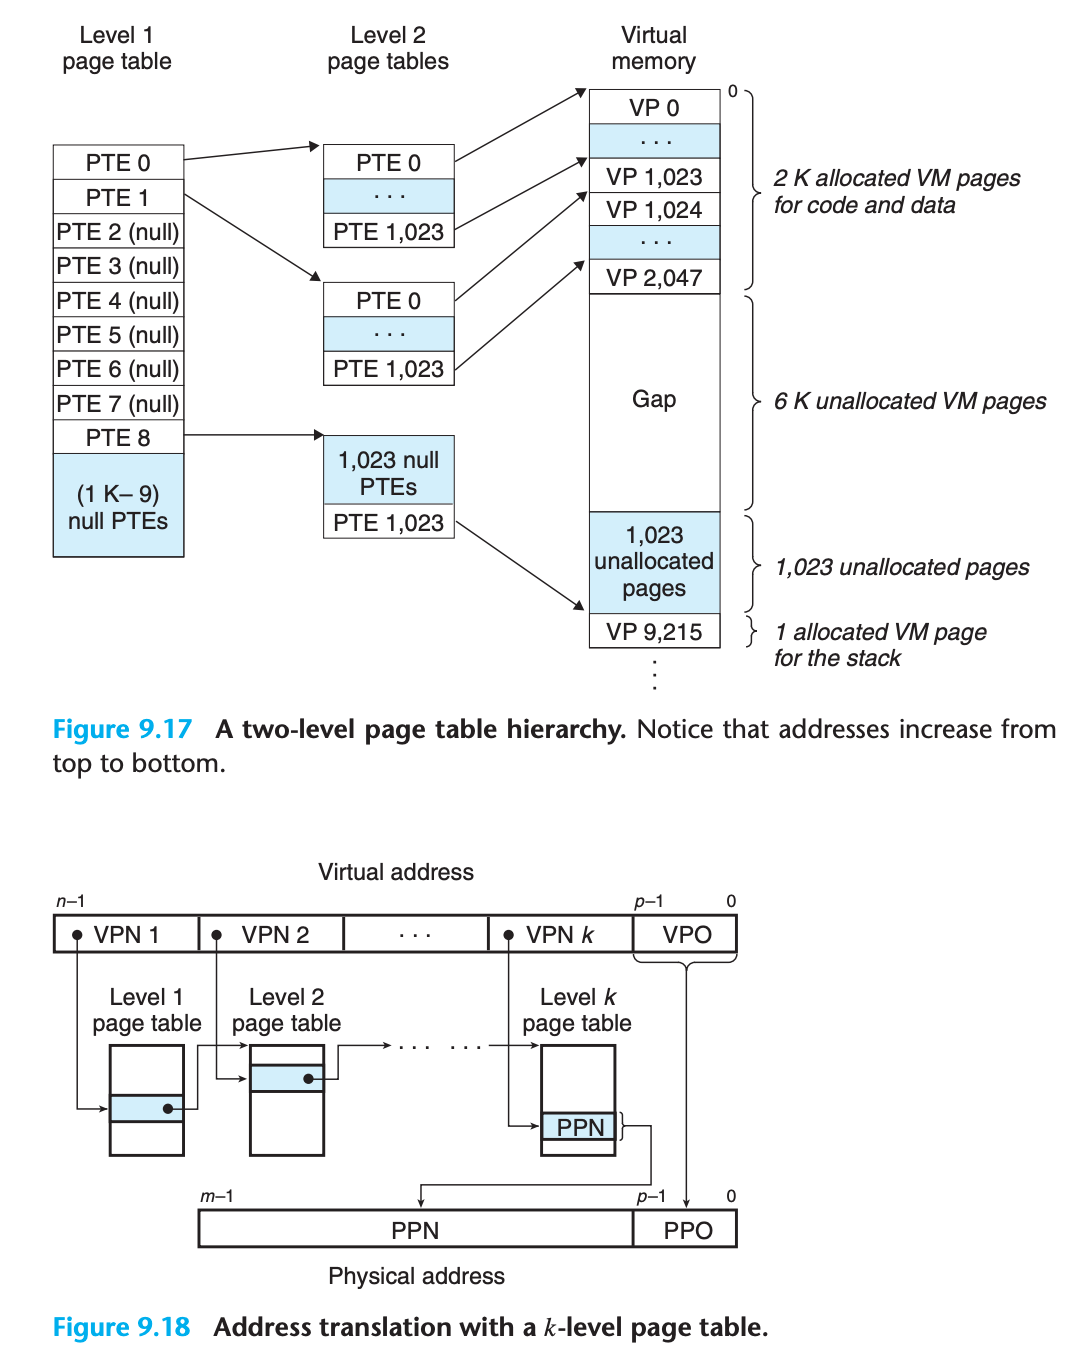 Level 1
page table
Level 2
page tables
Virtual
memory
PTE 0
PTE 1
PTE 2 (null)
PTE 3 (null)
PTE 4 (null)
PTE 5 (null)
PTE 6 (null)
PTE 7 (null)
PTE 8
(1 K– 9)
null PTEs
PTE 0
. . .
PTE 1,023
PTE 0
. . .
PTE 1,023
1,023 null
PTEs
PTE 1,023
0
VP 0
. . .
VP 1,023
VP 1,024
. . .
VP 2,047
Gap
1,023
unallocated
pages
VP 9,215
.
.
.
2 K allocated VM pages
for code and data
6 K unallocated VM pages
1,023 unallocated pages
1 allocated VM page
for the stack
Figure 9.17 A two-level page table hierarchy. Notice that addresses increase from
top to bottom.
Virtual address
n–1 p–1 0
VPN 1 VPN 2 . . . VPN k VPO
Level 1
page table
Level 2
page table
Level k
page table
. . . . . .
PPN
m–1 p–1 0
PPN PPO
Physical address
Figure 9.18 Address translation with a k-level page table.